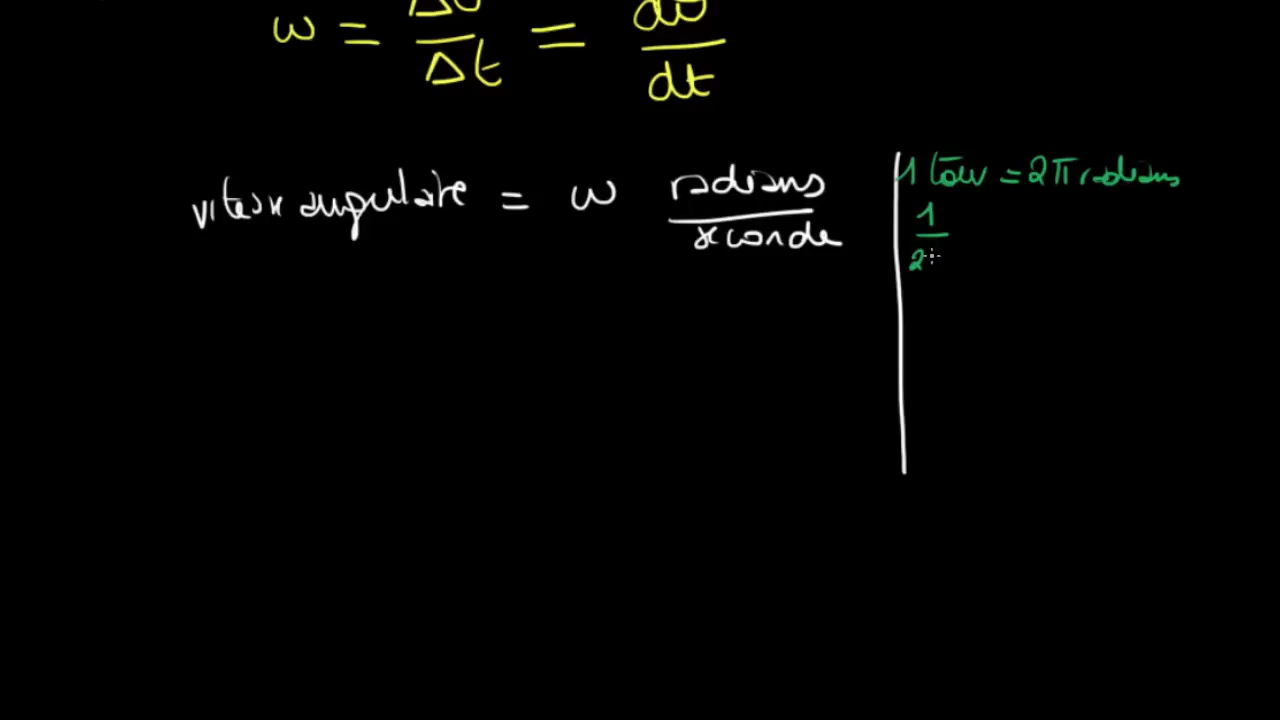 ω = Δθ/Δt = dθ/dt
vitesse angulaire = ω radians/seconde
1 tour = 2π radians
1/2